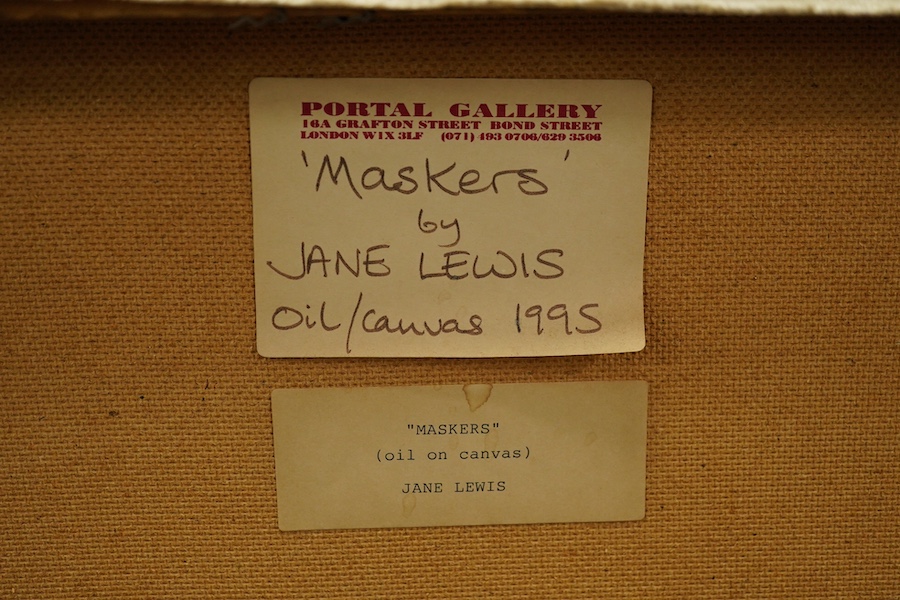 PORTAL GALLERY
16A GRAFTON STREET BOND STREET
LONDON W1X 3LF (071) 493 0706/629 3506
'Maskers'
by
JANE LEWIS
Oil/canvas 1995
"MASKERS"
(oil on canvas)
JANE LEWIS